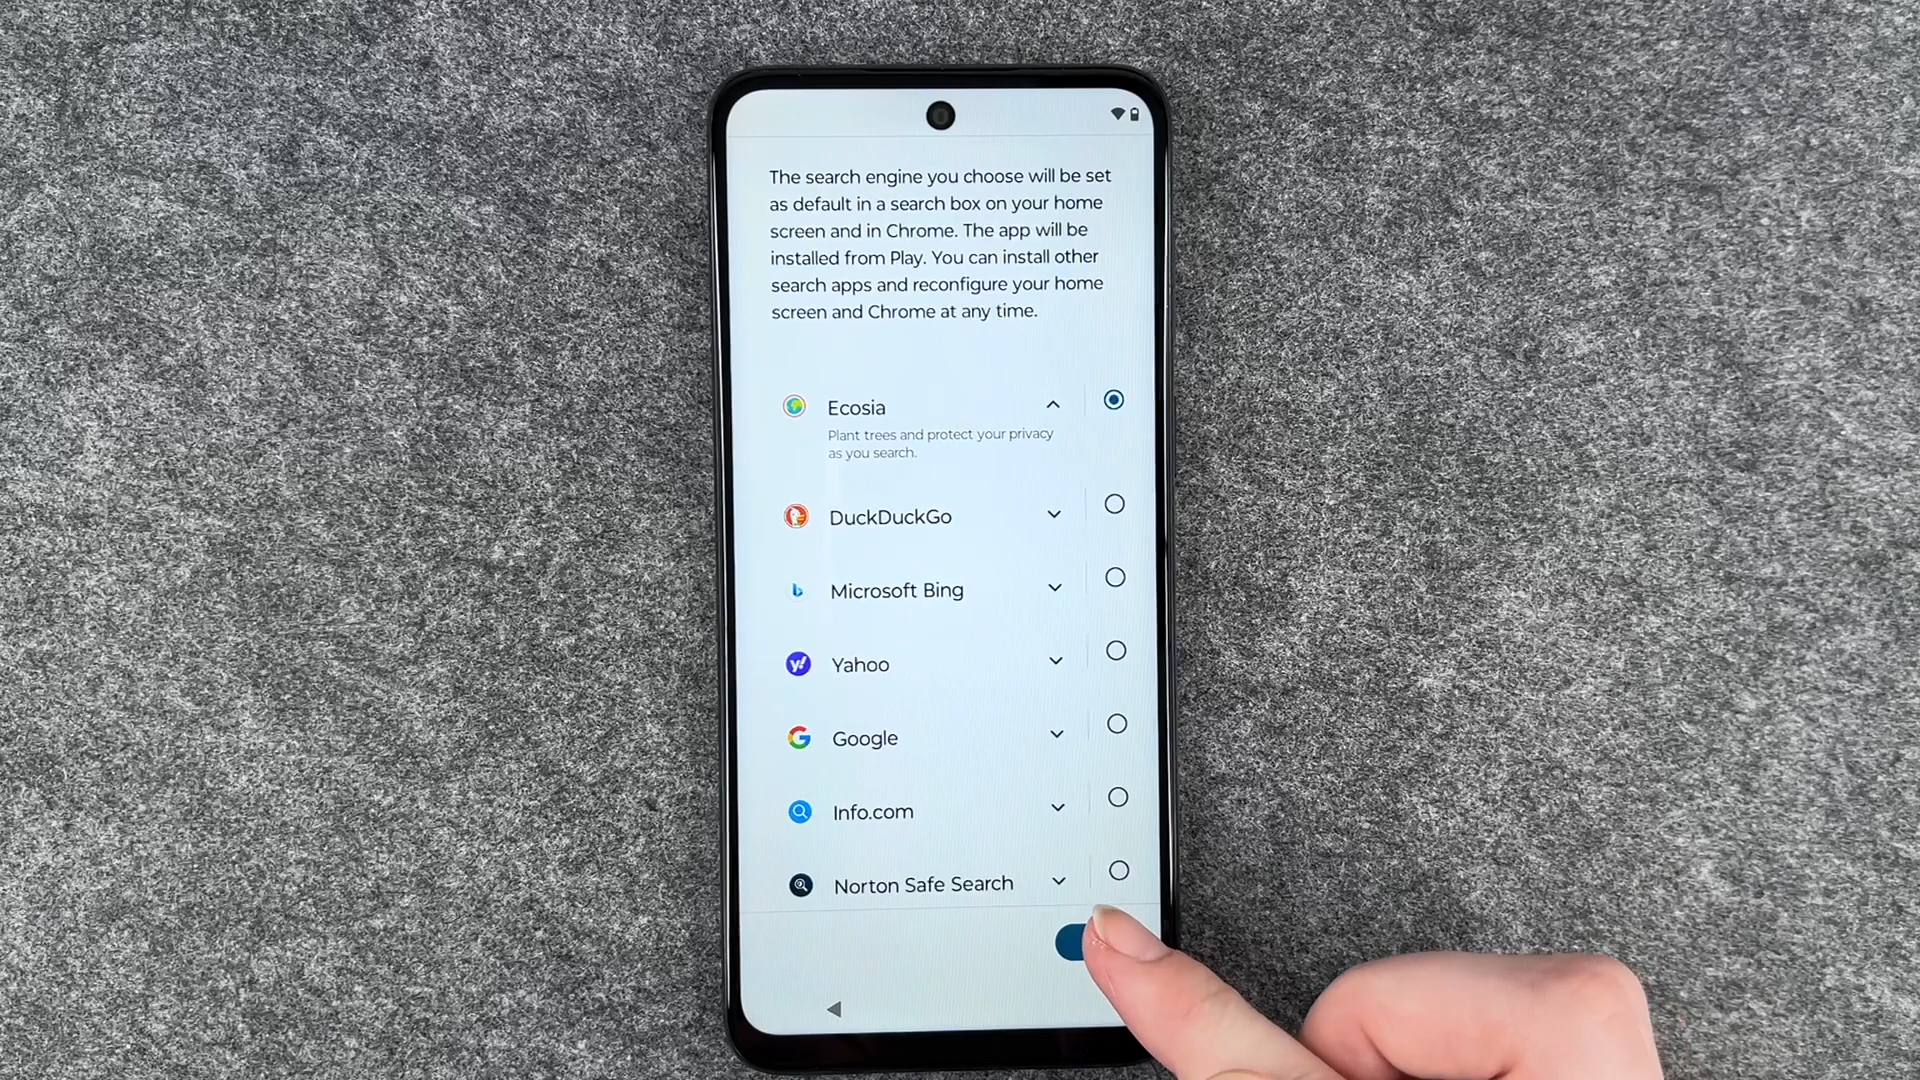 The search engine you choose will be set
as default in a search box on your home
screen and in Chrome. The app will be
installed from Play. You can install other
search apps and reconfigure your home
screen and Chrome at any time.
Ecosia
Plant trees and protect your privacy
as you search.
DuckDuckGo
Microsoft Bing
Yahoo
Google
Info.com
Norton Safe Search